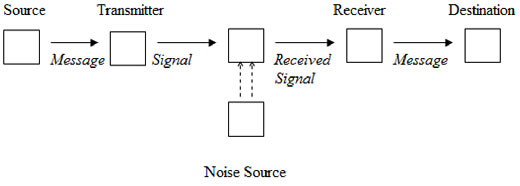 Source Transmitter Receiver Destination
Message Signal Received Message
Signal
Noise Source